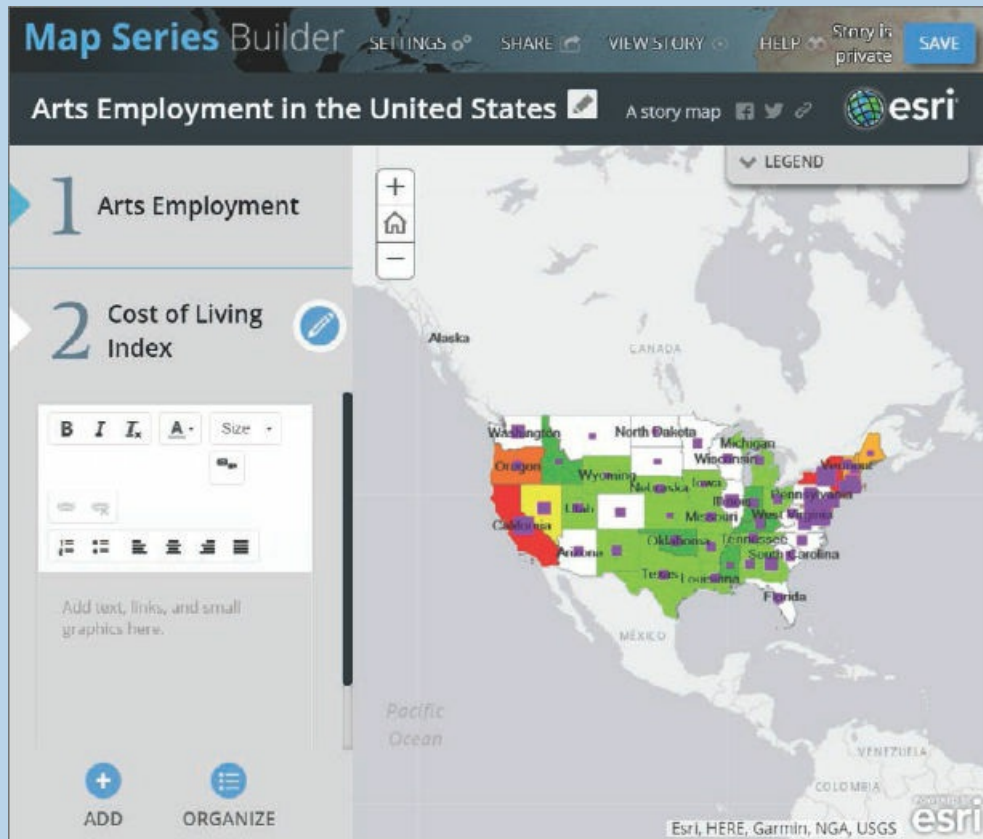 Map Series Builder SETTINGS SHARE VIEW STORY HELP Story is private SAVE
Arts Employment in the United States A story map esri
1 Arts Employment
2 Cost of Living Index
B I Ix A Size
Add text, links, and small
graphics here.
ADD ORGANIZE
+
−
LEGEND
Alaska
CANADA
Washington North Dakota Michigan
Oregon Wisconsin Vermont
Wyoming Nebraska Iowa Pennsylvania
Utah Illinois West Virginia
California Missouri
Arizona Oklahoma Tennessee
South Carolina
Texas Louisiana
Florida
MÉXICO
Pacific
Ocean
VENEZUELA
COLOMBIA
Esri, HERE, Garmin, NGA, USGS
POWERED BY
esri